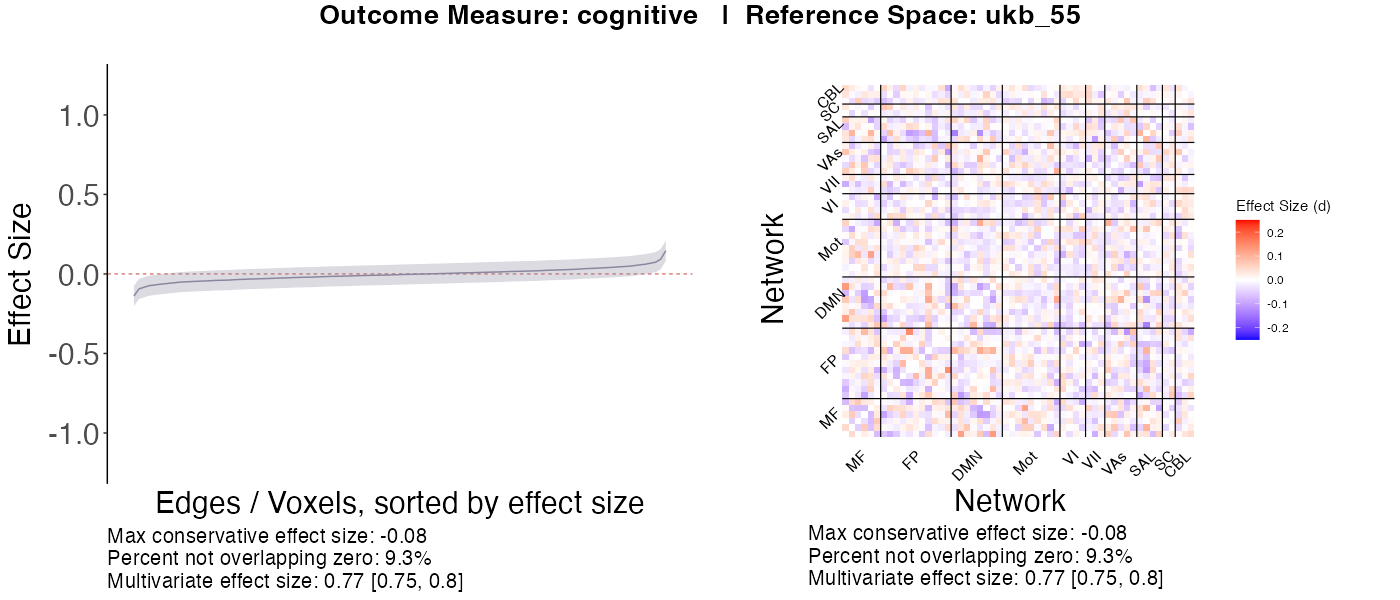 Outcome Measure: cognitive | Reference Space: ukb_55
Effect Size
1.0
0.5
0.0
-0.5
-1.0
Edges / Voxels, sorted by effect size
Max conservative effect size: -0.08
Percent not overlapping zero: 9.3%
Multivariate effect size: 0.77 [0.75, 0.8]
Network
CBL
SC
SAL
VAs
VII
VI
Mot
DMN
FP
MF
MF
FP
DMN
Mot
VI
VII
VAs
SAL
SC
CBL
Network
Max conservative effect size: -0.08
Percent not overlapping zero: 9.3%
Multivariate effect size: 0.77 [0.75, 0.8]
Effect Size (d)
0.2
0.1
0.0
-0.1
-0.2